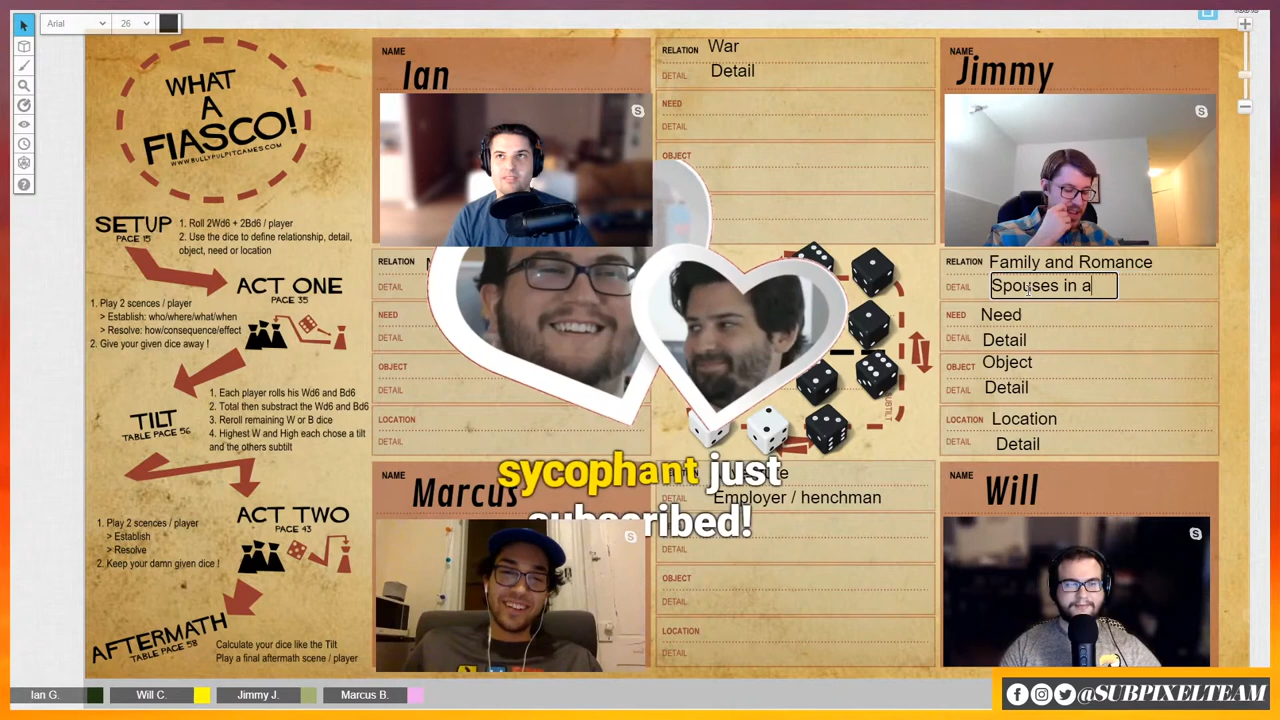 Arial
26
WHAT
A
FIASCO!
WWW.BULLYPULPITGAMES.COM
SETUP
PAGE 15
1. Roll 2Wd6 + 2Bd6 / player
2. Use the dice to define relationship, detail,
object, need or location
ACT ONE
PAGE 35
1. Play 2 scences / player
> Establish: who/where/what/when
> Resolve: how/consequence/effect
2. Give your given dice away !
TILT
TABLE PAGE 56
1. Each player rolls his Wd6 and Bd6
2. Total then substract the Wd6 and Bd6
3. Reroll remaining W or B dice
4. Highest W and High each chose a tilt
and the others subtilt
ACT TWO
PAGE 43
1. Play 2 scences / player
> Establish
> Resolve
2. Keep your damn given dice !
AFTERMATH
TABLE PAGE 58
Calculate your dice like the Tilt
Play a final aftermath scene / player
NAME
Ian
RELATION War
DETAIL Detail
NEED
DETAIL
OBJECT
NAME
Jimmy
RELATION
NEED
DETAIL
OBJECT
DETAIL
LOCATION
DETAIL
RELATION Family and Romance
DETAIL Spouses in a
NEED Need
DETAIL Detail
OBJECT Object
DETAIL Detail
LOCATION Location
DETAIL Detail
SUBTILT
sycophant just
subscribed!
NAME
Marcus
DETAIL Employer / henchman
DETAIL
OBJECT
DETAIL
LOCATION
DETAIL
NAME
Will
Ian G.
Will C.
Jimmy J.
Marcus B.
@SUBPIXELTEAM